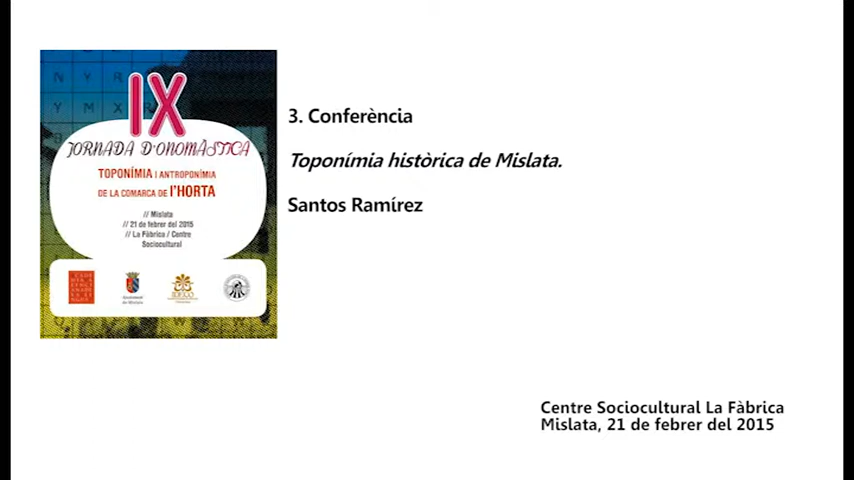 IX
JORNADA D'ONOMÀSTICA
TOPONÍMIA I ANTROPONÍMIA
DE LA COMARCA DE l'HORTA
// Mislata
// 21 de febrer del 2015
// La Fàbrica / Centre
Sociocultural
3. Conferència
Toponímia històrica de Mislata.
Santos Ramírez
Centre Sociocultural La Fàbrica
Mislata, 21 de febrer del 2015